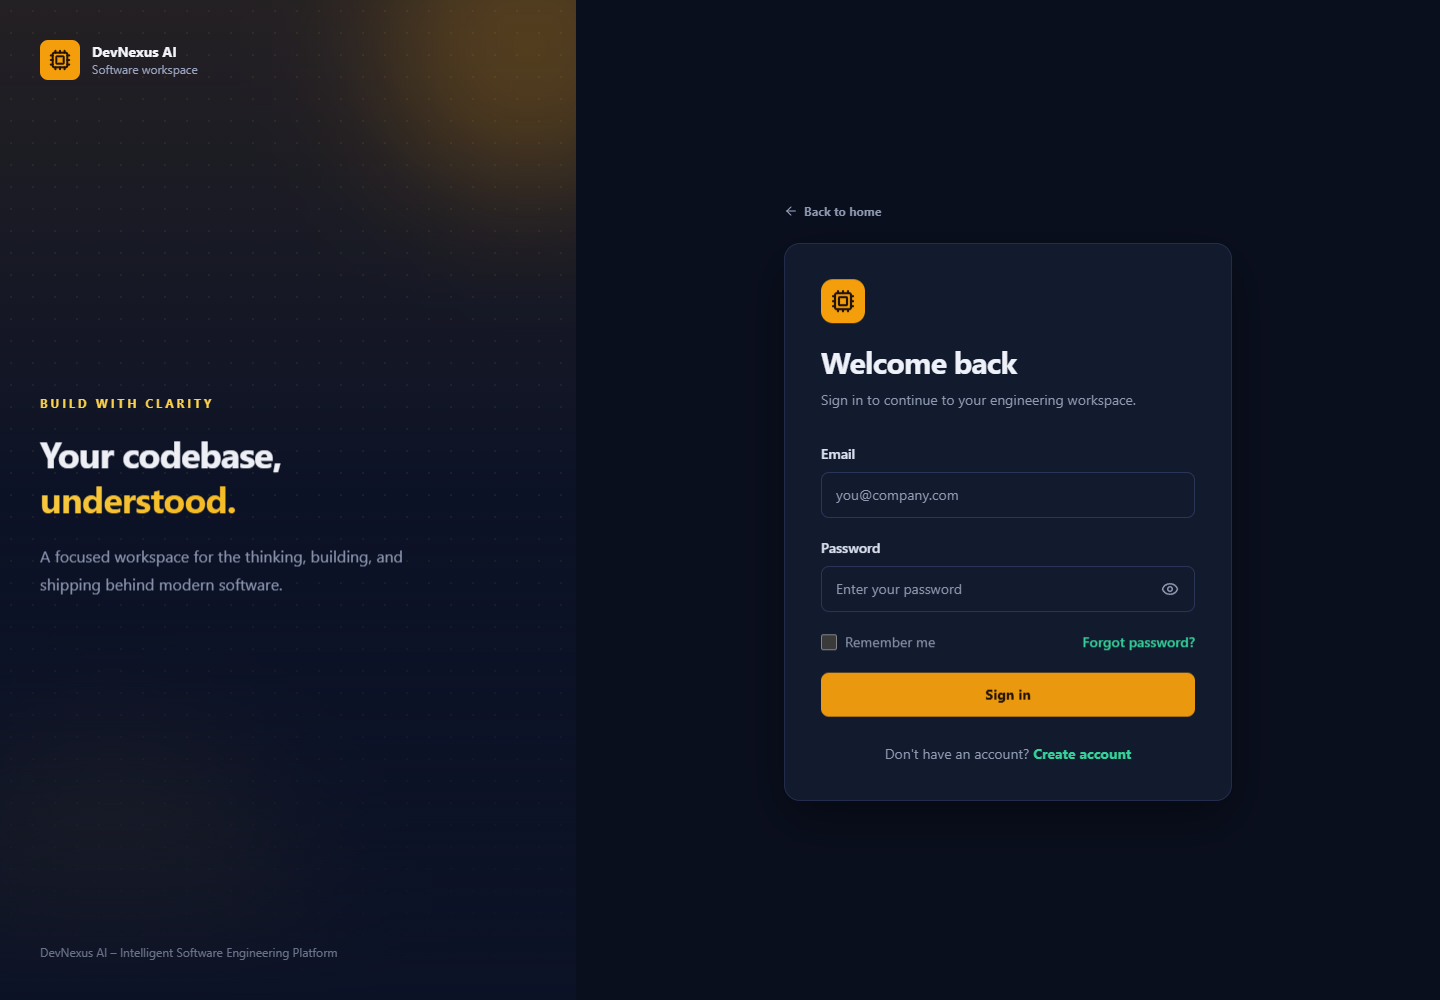 DevNexus AI
Software workspace
BUILD WITH CLARITY
Your codebase,
understood.
A focused workspace for the thinking, building, and
shipping behind modern software.
DevNexus AI – Intelligent Software Engineering Platform
Back to home
Welcome back
Sign in to continue to your engineering workspace.
Email
you@company.com
Password
Enter your password
Remember me
Forgot password?
Sign in
Don't have an account? Create account